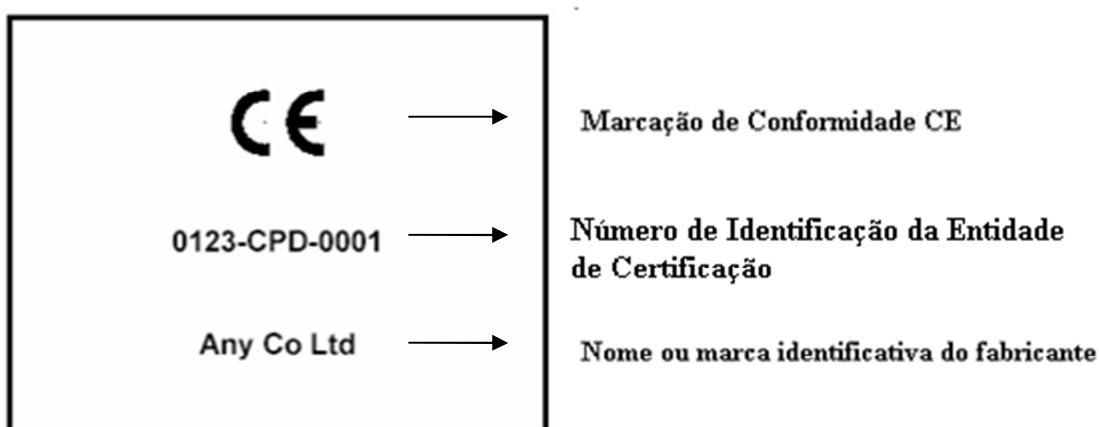 CE
Marcação de Conformidade CE
0123-CPD-0001
Número de Identificação da Entidade
de Certificação
Any Co Ltd
Nome ou marca identificativa do fabricante